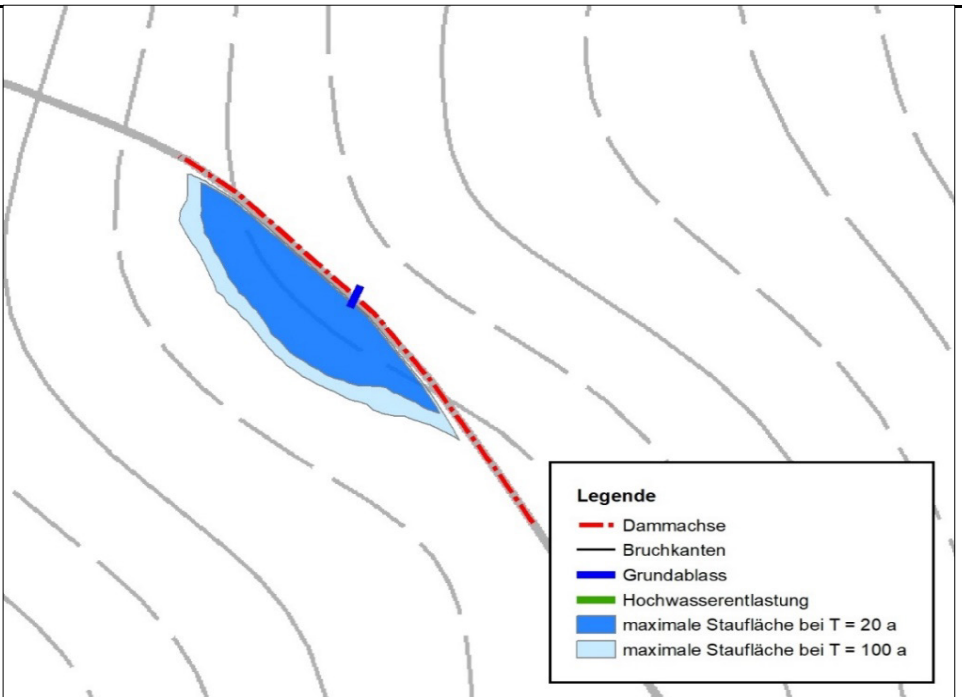 Legende
Dammachse
Bruchkanten
Grundablass
Hochwasserentlastung
maximale Staufläche bei T = 20 a
maximale Staufläche bei T = 100 a